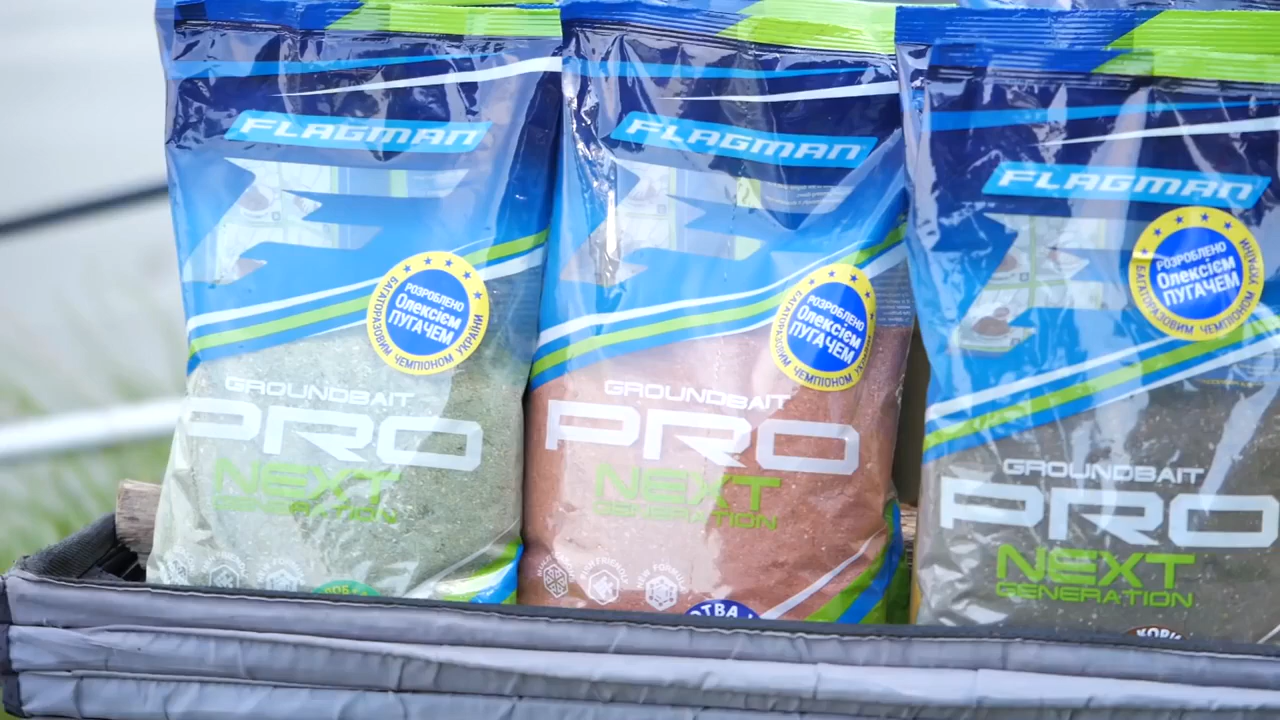 FLAGMAN
РОЗРОБЛЕНО
Олексієм
ПУГАЧЕМ
БАГАТОРАЗОВИМ ЧЕМПІОНОМ УКРАЇНИ
GROUNDBAIT
PRO
NEXT
GENERATION
FLAGMAN
РОЗРОБЛЕНО
Олексієм
ПУГАЧЕМ
БАГАТОРАЗОВИМ ЧЕМПІОНОМ УКРАЇНИ
GROUNDBAIT
PRO
NEXT
GENERATION
FLAGMAN
РОЗРОБЛЕНО
Олексієм
ПУГАЧЕМ
БАГАТОРАЗОВИМ ЧЕМПІОНОМ УКРАЇНИ
GROUNDBAIT
PRO
NEXT
GENERATION